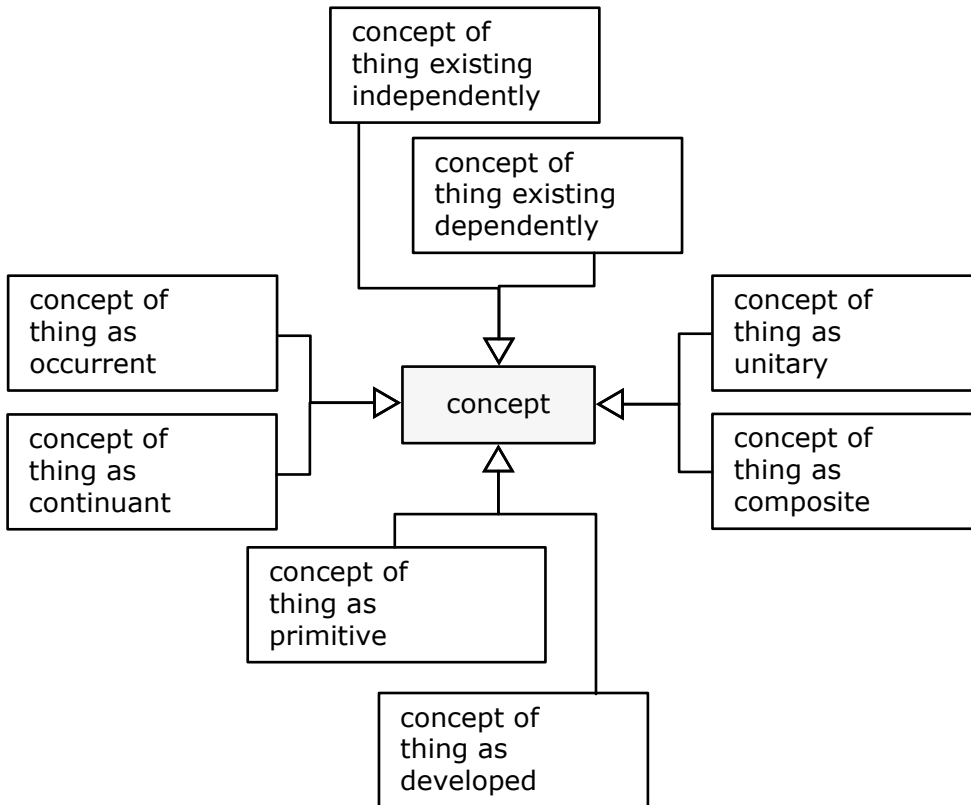 concept of
thing existing
independently
concept of
thing existing
dependently
concept of
thing as
occurrent
concept of
thing as
unitary
concept
concept of
thing as
continuant
concept of
thing as
composite
concept of
thing as
primitive
concept of
thing as
developed